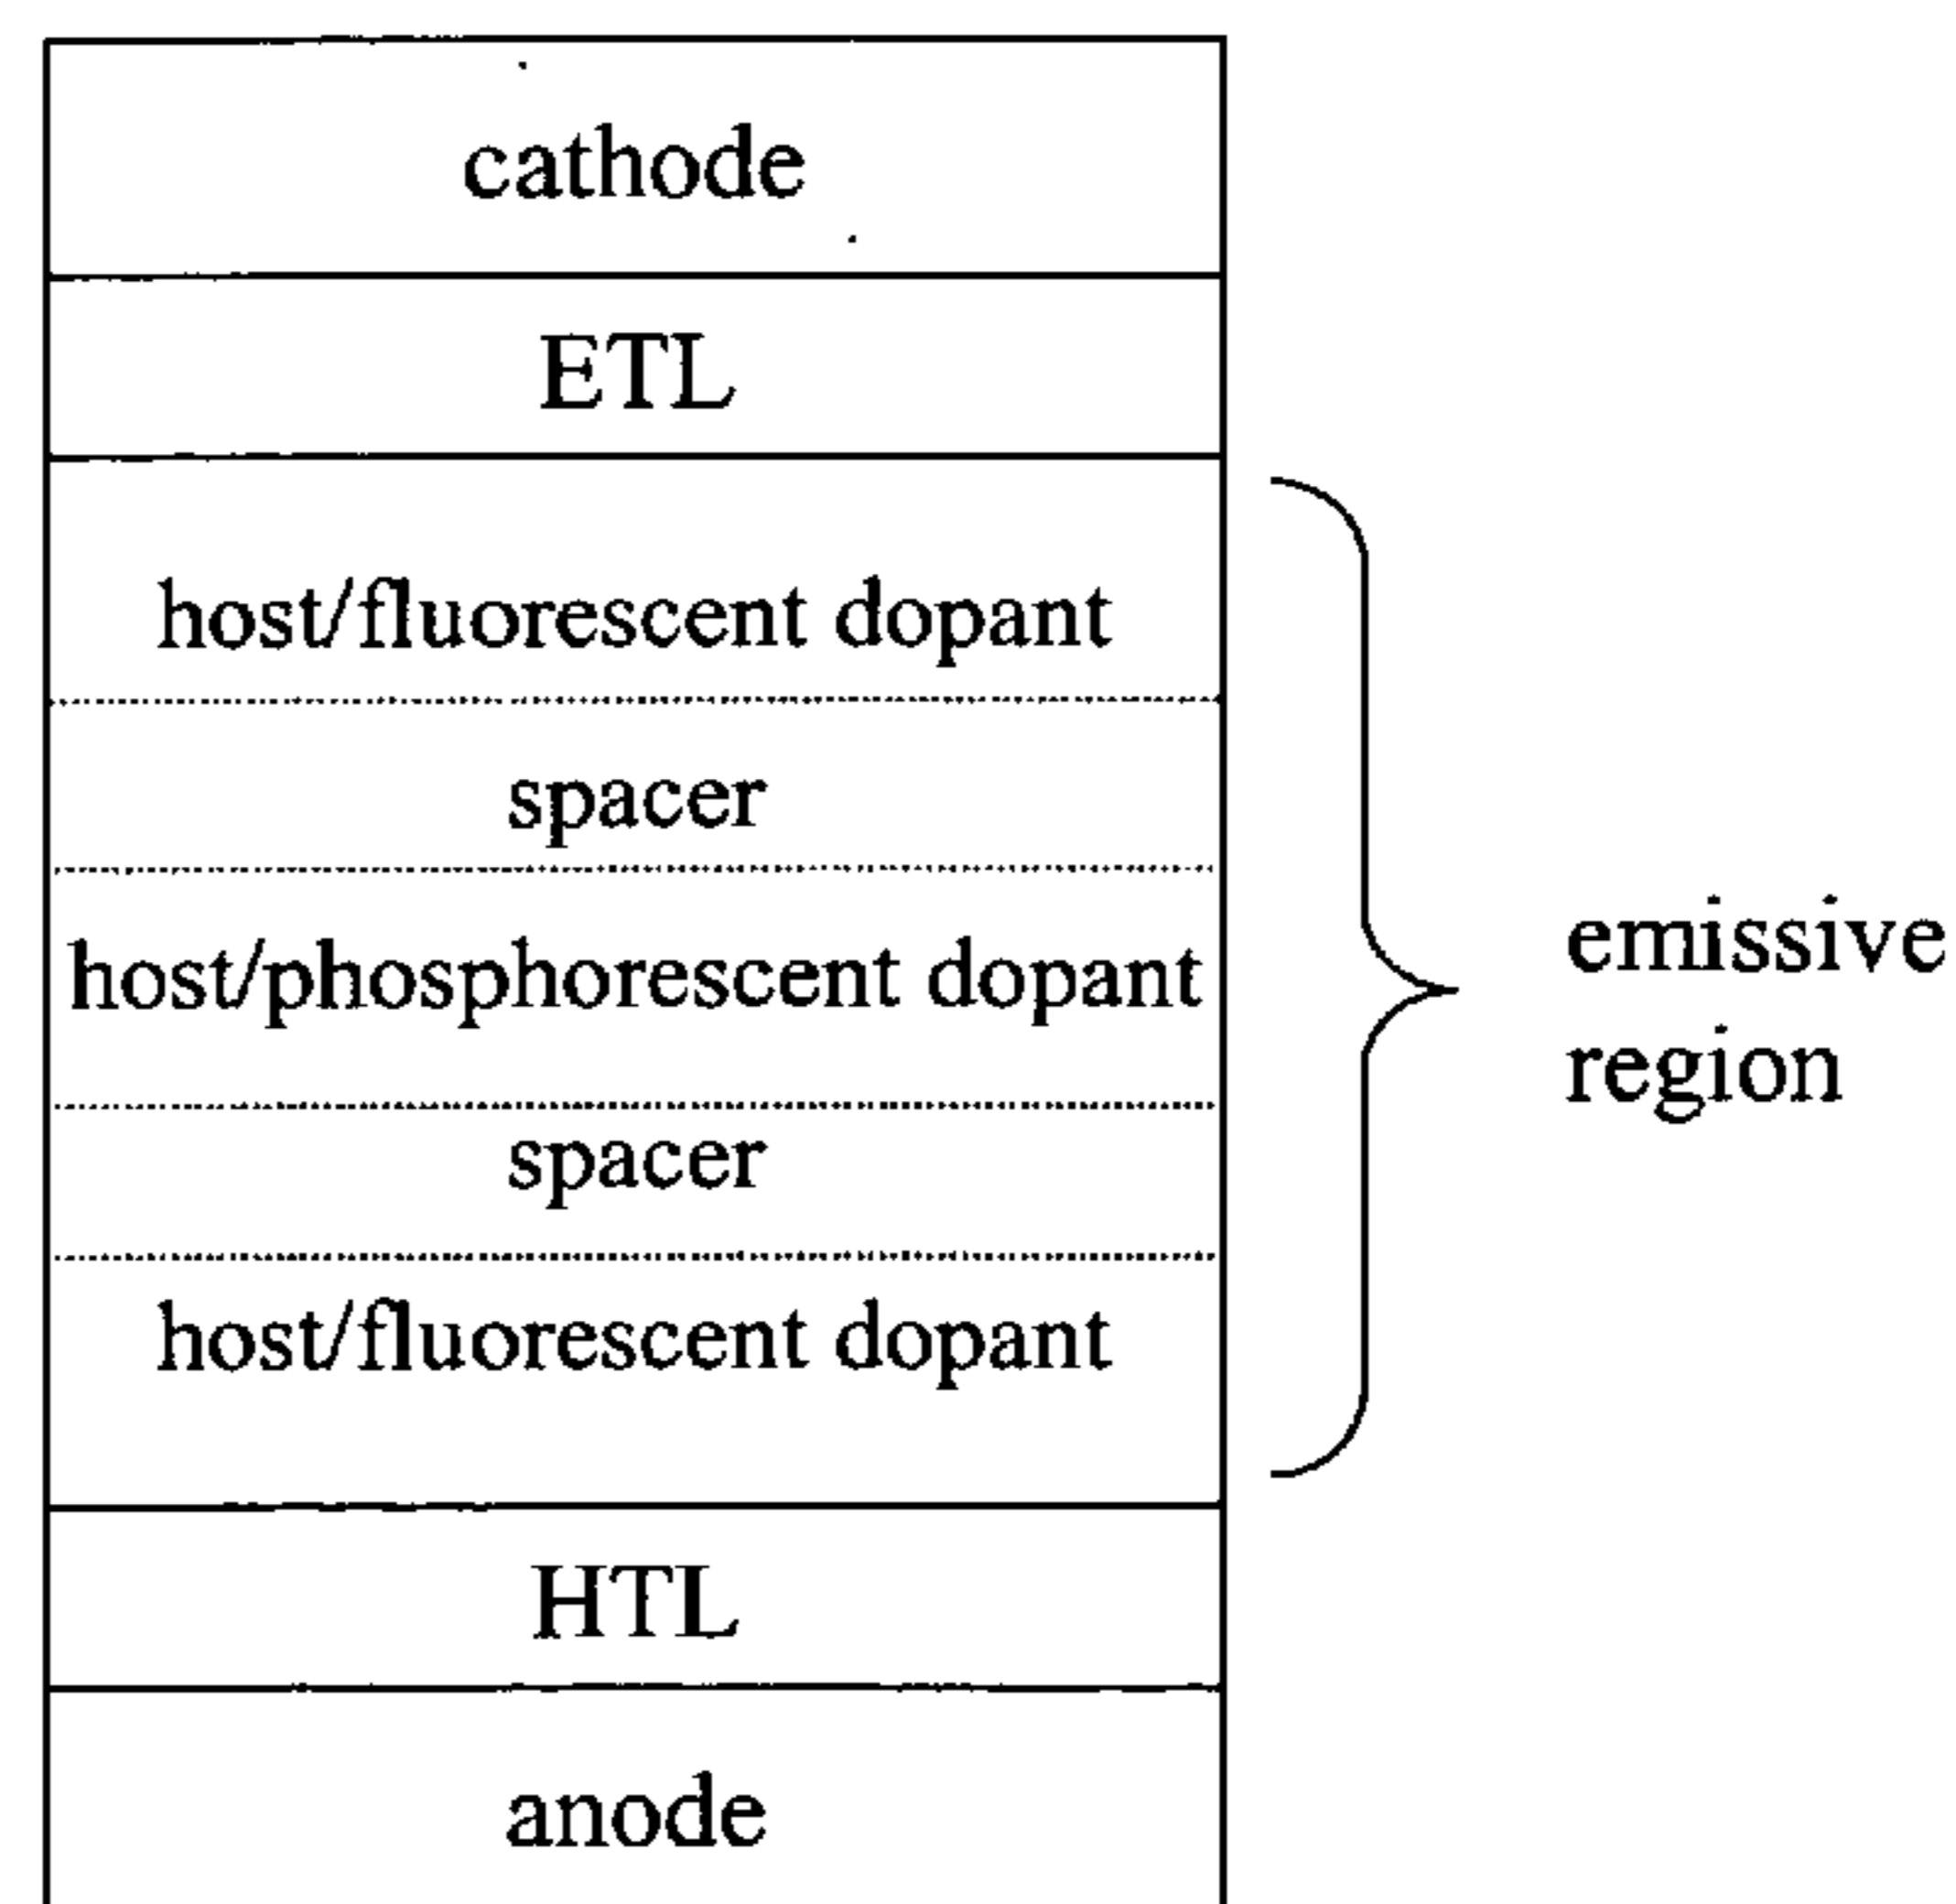 cathode
ETL
host/fluorescent dopant
spacer
host/phosphorescent dopant
spacer
host/fluorescent dopant
HTL
anode
emissive
region